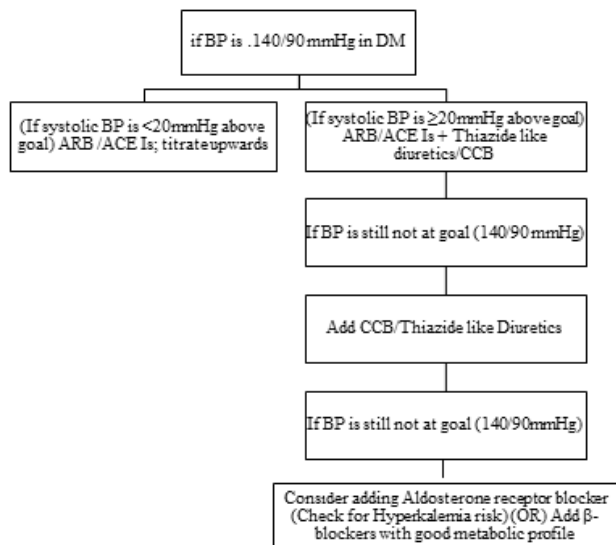 if BP is .140/90 mmHg in DM
(If systolic BP is <20mmHg above
goal) ARB /ACE Is; titrate upwards
(If systolic BP is ≥20mmHg above goal)
ARB/ACE Is + Thiazide like
diuretics/CCB
If BP is still not at goal (140/90 mmHg)
Add CCB/Thiazide like Diuretics
If BP is still not at goal (140/90mmHg)
Consider adding Aldosterone receptor blocker
(Check for Hyperkalemia risk) (OR) Add β-
blockers with good metabolic profile